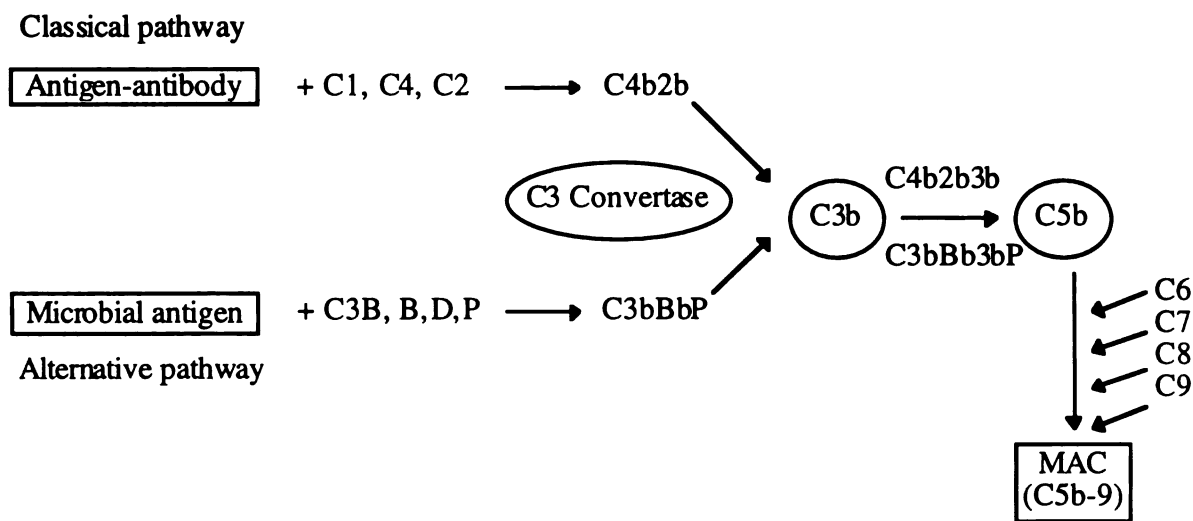 Classical pathway
Antigen-antibody + C1, C4, C2 C4b2b
C3 Convertase
C4b2b3b
C3b C5b
C3bBb3bP
Microbial antigen + C3B, B,D,P C3bBbP
Alternative pathway
C6
C7
C8
C9
MAC
(C5b-9)